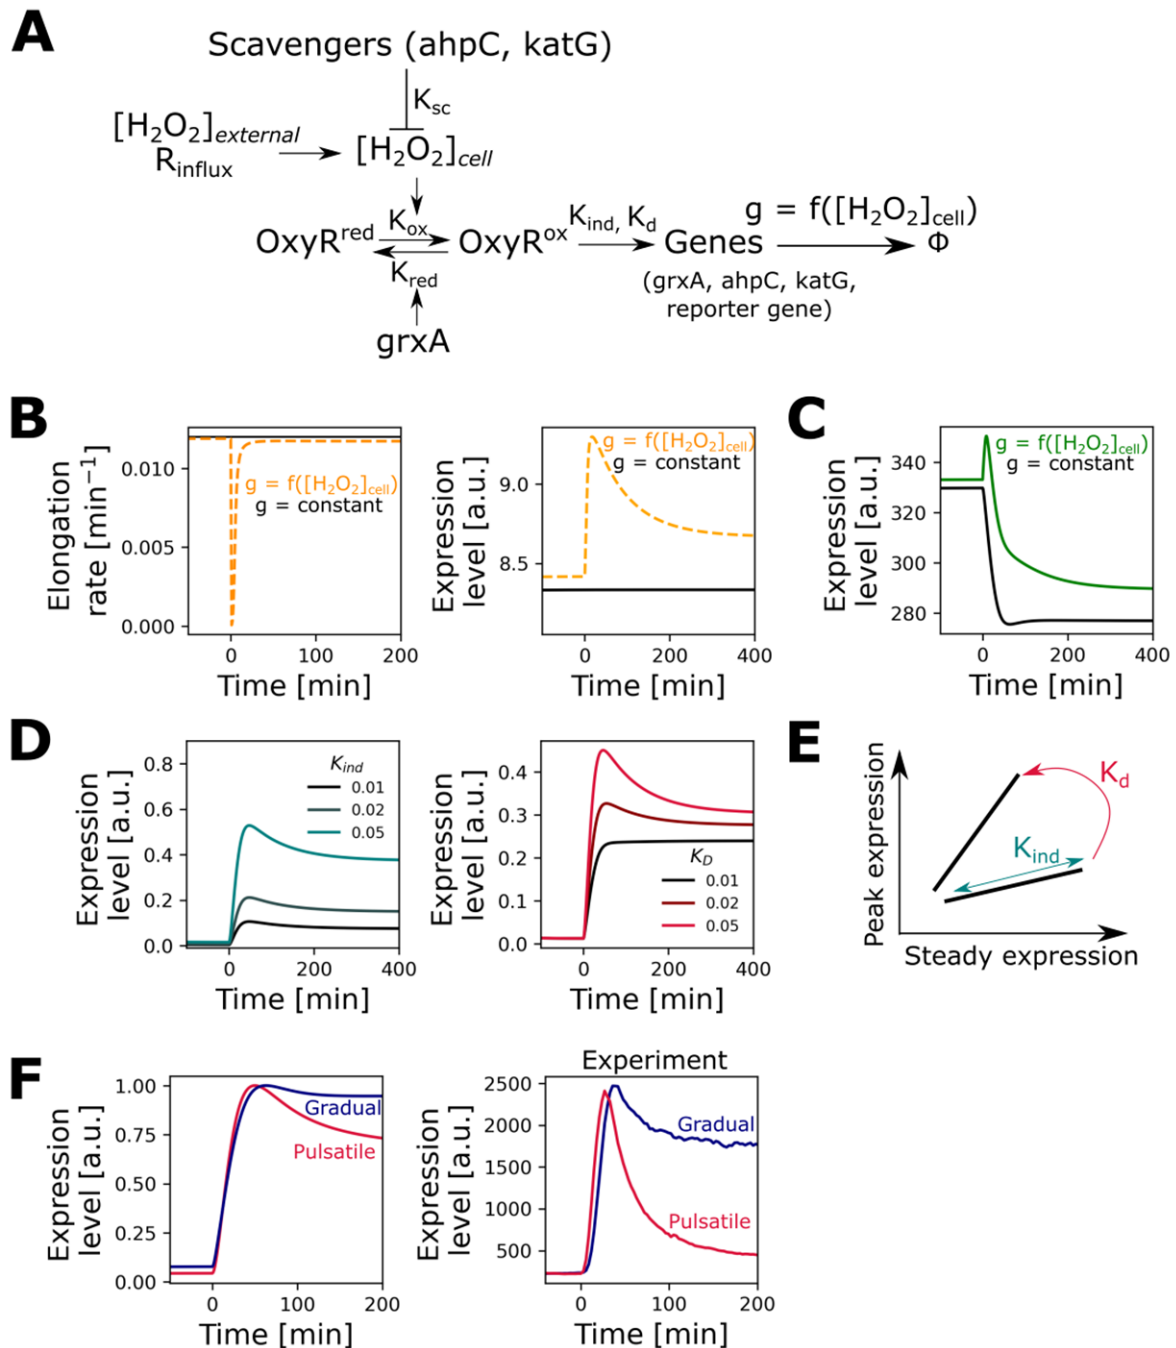 A
Scavengers (ahpC, katG)
K_sc
[H₂O₂]_external
R_influx
[H₂O₂]_cell
OxyR^red
K_ox
K_red
OxyR^ox
K_ind, K_d
Genes
g = f([H₂O₂]_cell)
Φ
(grxA, ahpC, katG,
reporter gene)
grxA
B
Elongation
rate [min⁻¹]
0.010
0.005
0.000
g = f([H₂O₂]_cell)
g = constant
0 100 200
Time [min]
Expression
level [a.u.]
9.0
8.5
g = f([H₂O₂]_cell)
g = constant
0 200 400
Time [min]
C
Expression
level [a.u.]
340
320
300
280
g = f([H₂O₂]_cell)
g = constant
0 200 400
Time [min]
D
Expression
level [a.u.]
0.8
0.6
0.4
0.2
0.0
K_ind
0.01
0.02
0.05
0 200 400
Time [min]
Expression
level [a.u.]
0.4
0.3
0.2
0.1
0.0
K_D
0.01
0.02
0.05
0 200 400
Time [min]
E
Peak expression
K_d
K_ind
Steady expression
F
Expression
level [a.u.]
1.00
0.75
0.50
0.25
0.00
Gradual
Pulsatile
0 100 200
Time [min]
Experiment
Expression
level [a.u.]
2500
2000
1500
1000
500
Gradual
Pulsatile
0 100 200
Time [min]